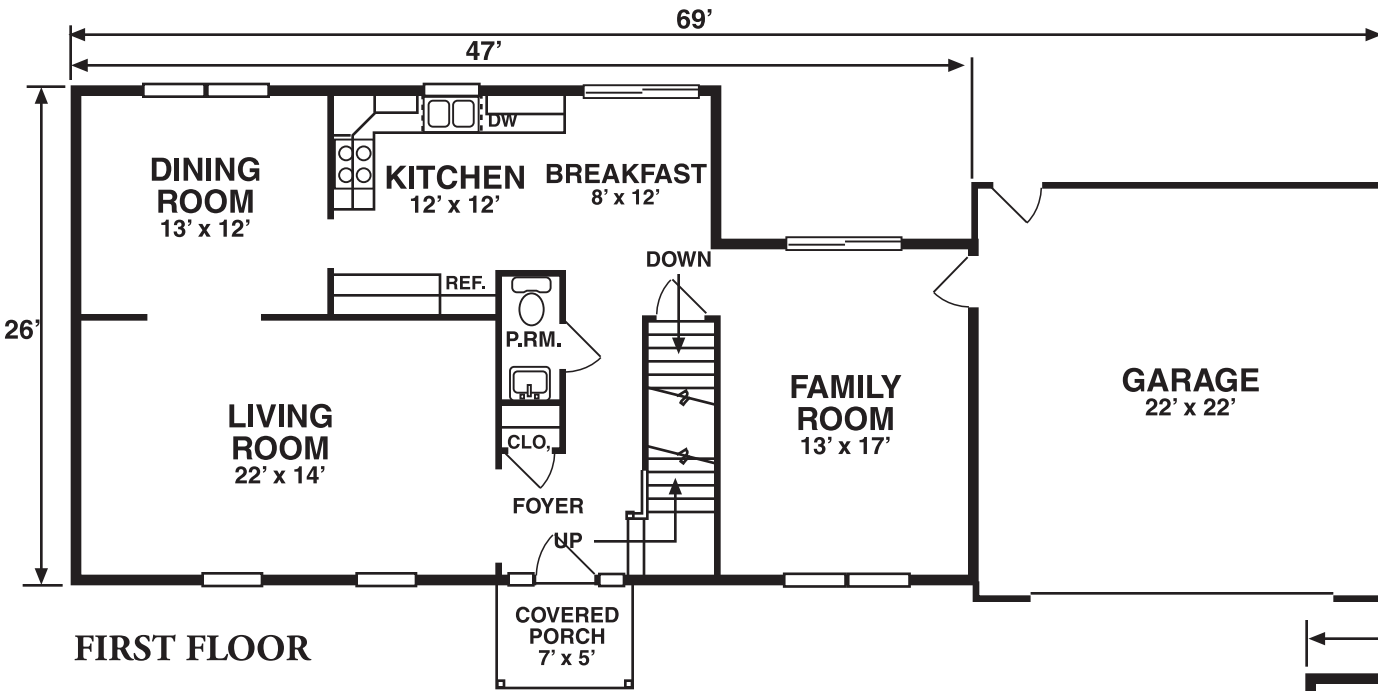 69’
47’
26’
DINING
ROOM
13’ x 12’
DW
KITCHEN
12’ x 12’
BREAKFAST
8’ x 12’
REF.
DOWN
P.RM.
LIVING
ROOM
22’ x 14’
CLO,
FOYER
UP
FAMILY
ROOM
13’ x 17’
GARAGE
22’ x 22’
COVERED
PORCH
7’ x 5’
FIRST FLOOR